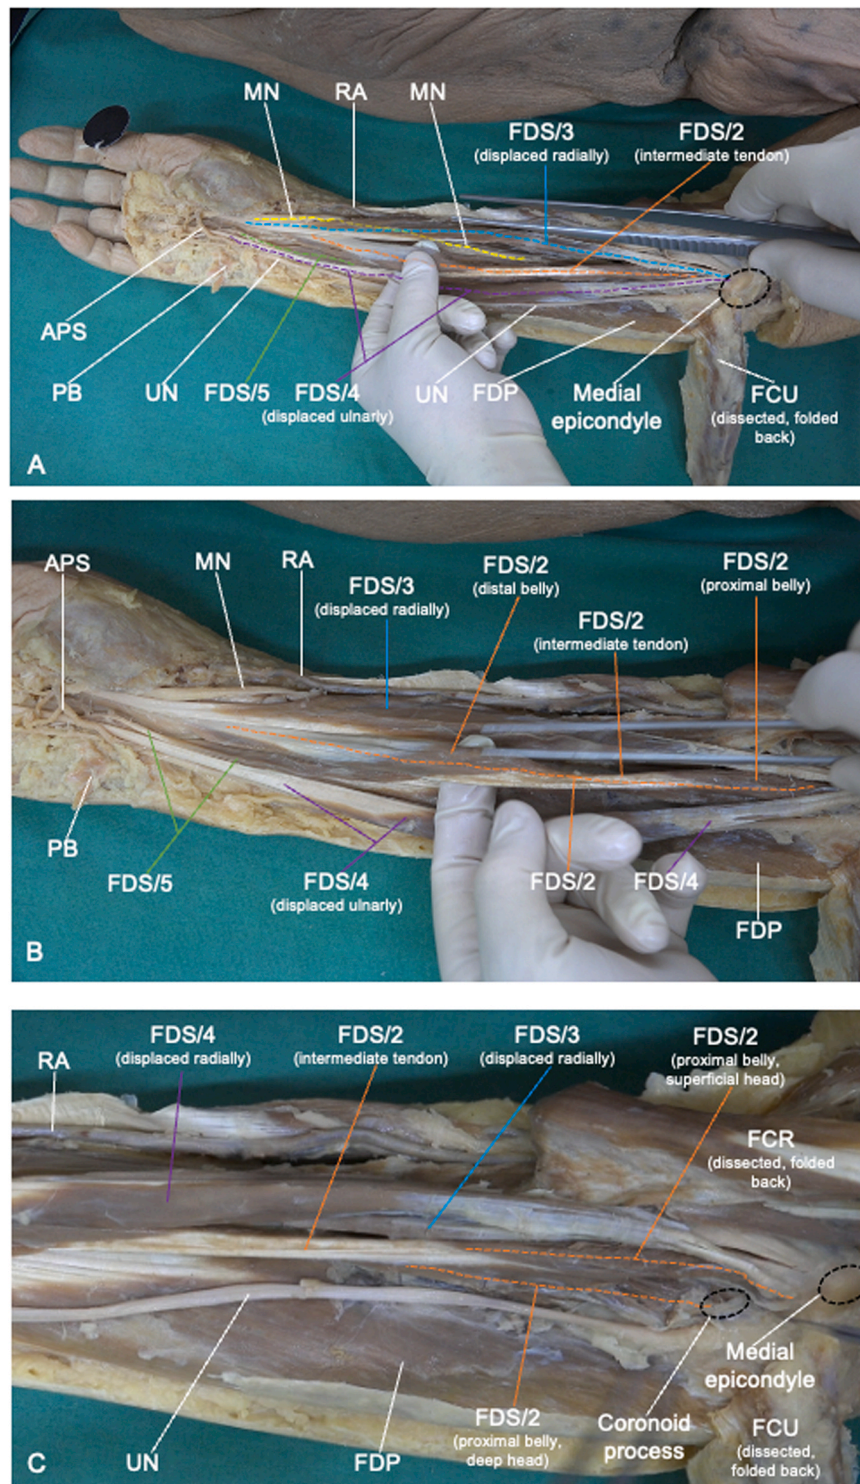 MN
RA
MN
FDS/3
(displaced radially)
FDS/2
(intermediate tendon)
APS
PB
UN
FDS/5
FDS/4
(displaced ulnarly)
UN
FDP
Medial
epicondyle
FCU
(dissected, folded
back)
A
APS
MN
RA
FDS/3
(displaced radially)
FDS/2
(distal belly)
FDS/2
(intermediate tendon)
FDS/2
(proximal belly)
PB
FDS/5
FDS/4
(displaced ulnarly)
FDS/2
FDS/4
FDP
B
RA
FDS/4
(displaced radially)
FDS/2
(intermediate tendon)
FDS/3
(displaced radially)
FDS/2
(proximal belly,
superficial head)
FCR
(dissected, folded
back)
UN
FDP
FDS/2
(proximal belly,
deep head)
Coronoid
process
Medial
epicondyle
FCU
(dissected,
folded back)
C